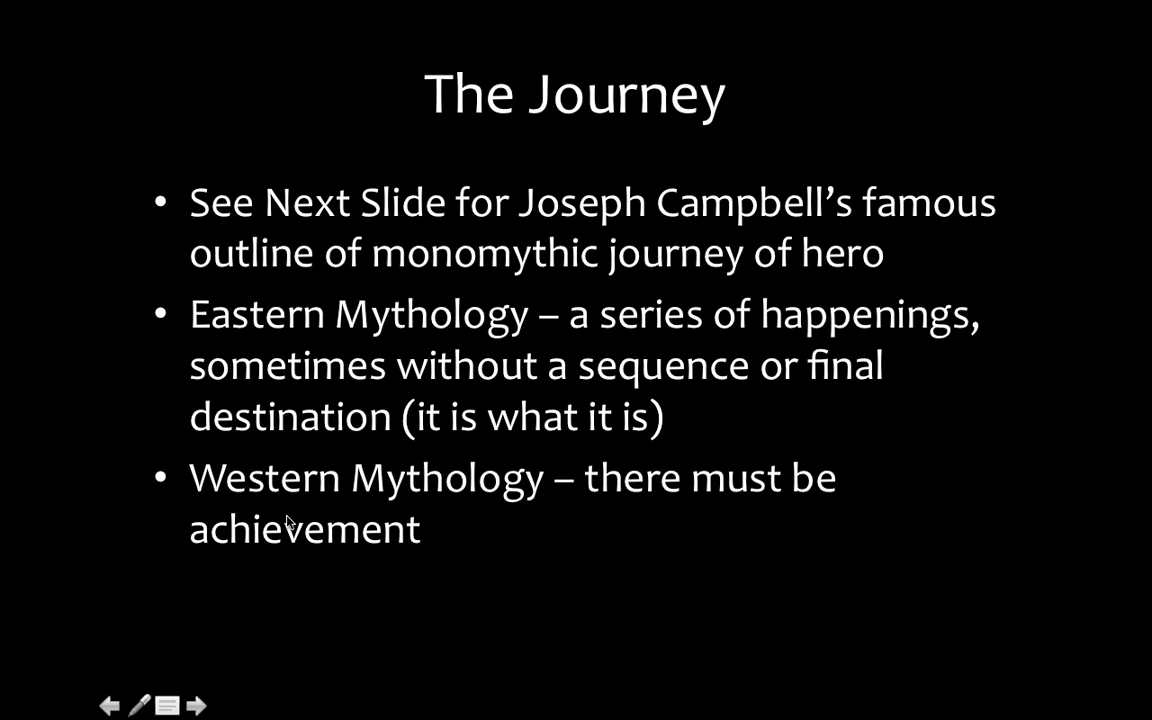 The Journey
• See Next Slide for Joseph Campbell’s famous
outline of monomythic journey of hero
• Eastern Mythology – a series of happenings,
sometimes without a sequence or final
destination (it is what it is)
• Western Mythology – there must be
achievement